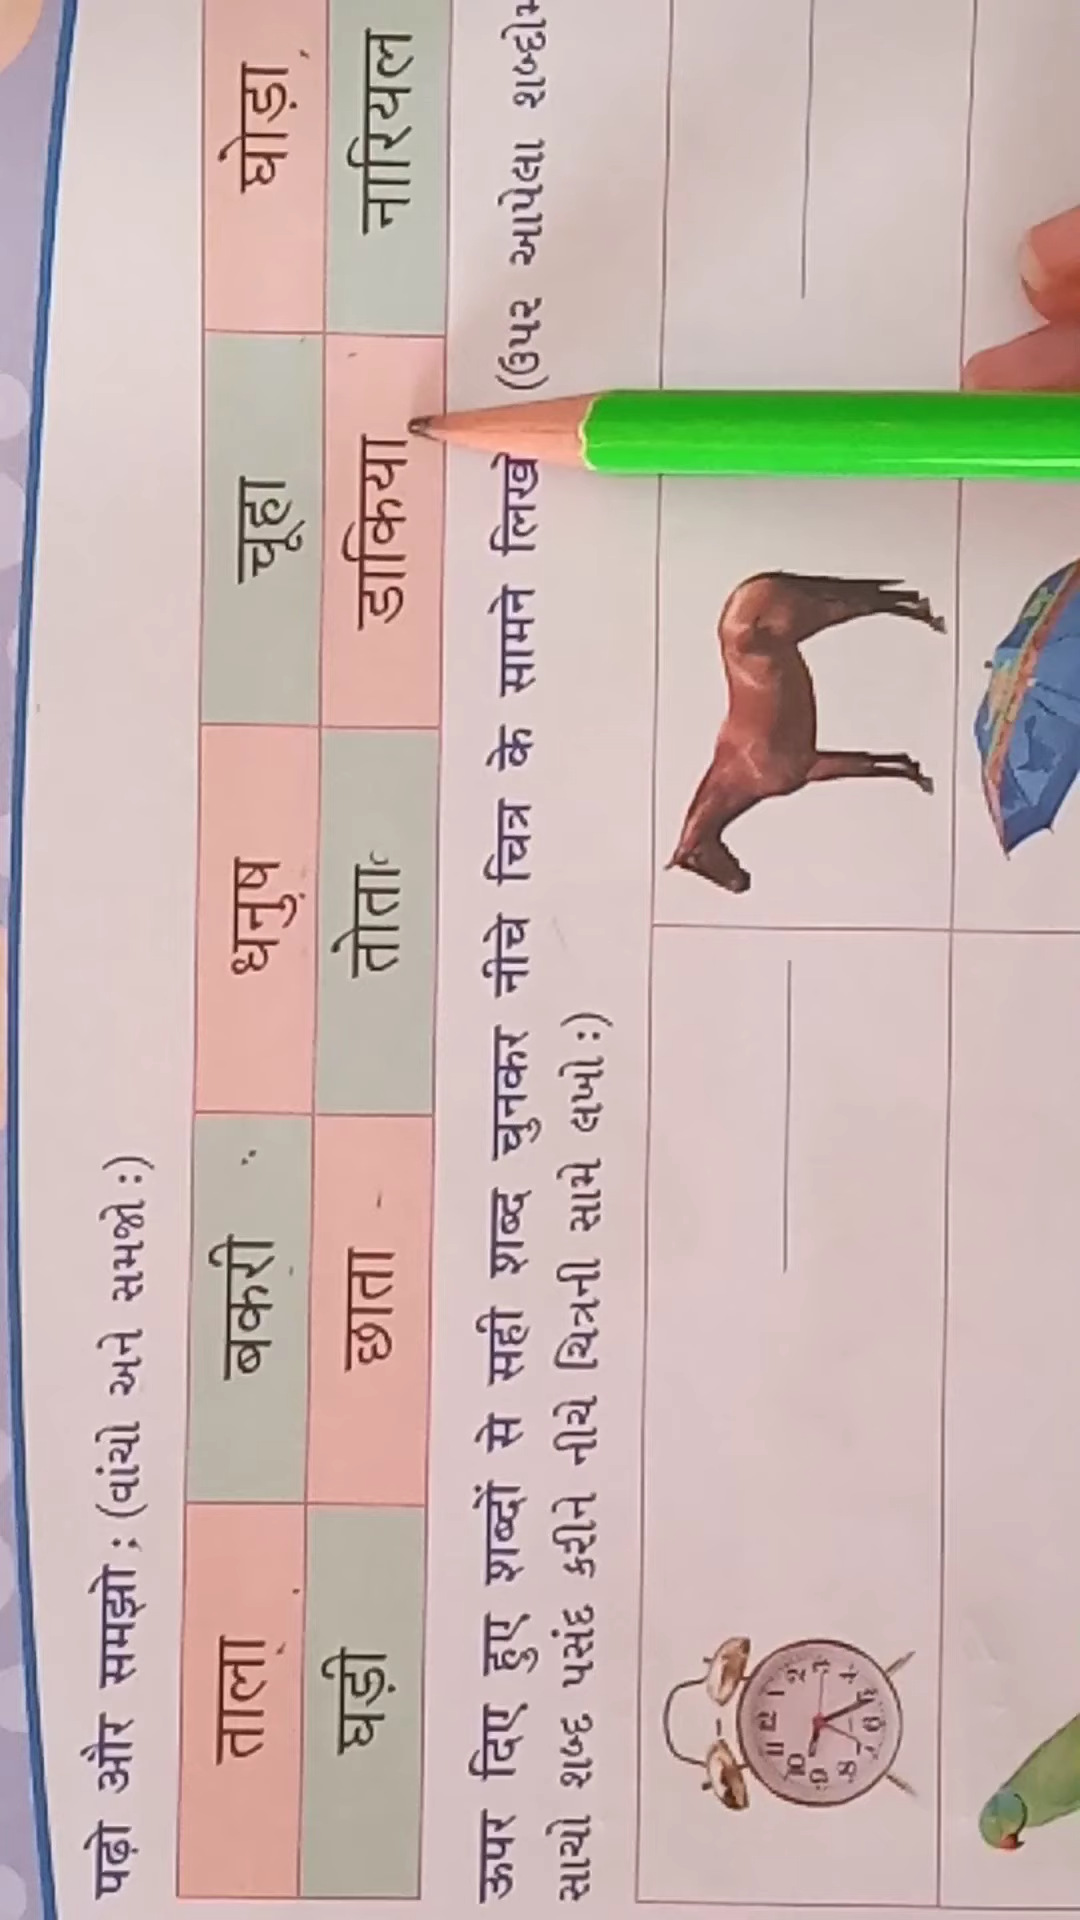 पढ़ो और समझो : (વાંચો અને સમજો :)
ताला बकरी धनुष चूहा घोड़ा
घड़ी छाता तोता डाकिया नारियल
ऊपर दिए हुए शब्दों से सही शब्द चुनकर नीचे चित्र के सामने लिखो (ઉપર આપેલા
સાચો શબ્દ પસંદ કરીને નીચે ચિત્રની સામે લખો :)